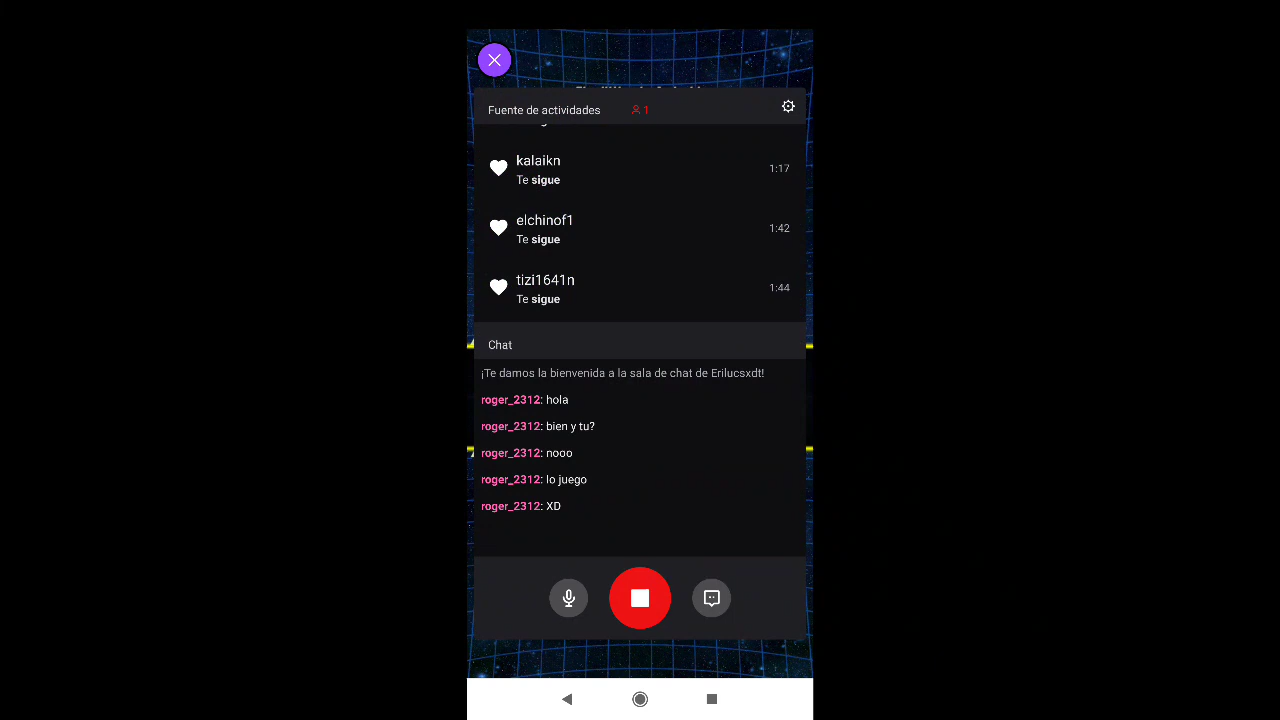 Fuente de actividades 1
kalaikn
Te sigue 1:17
elchinof1
Te sigue 1:42
tizi1641n
Te sigue 1:44
Chat
¡Te damos la bienvenida a la sala de chat de Erilucsxdt!
roger_2312: hola
roger_2312: bien y tu?
roger_2312: nooo
roger_2312: lo juego
roger_2312: XD